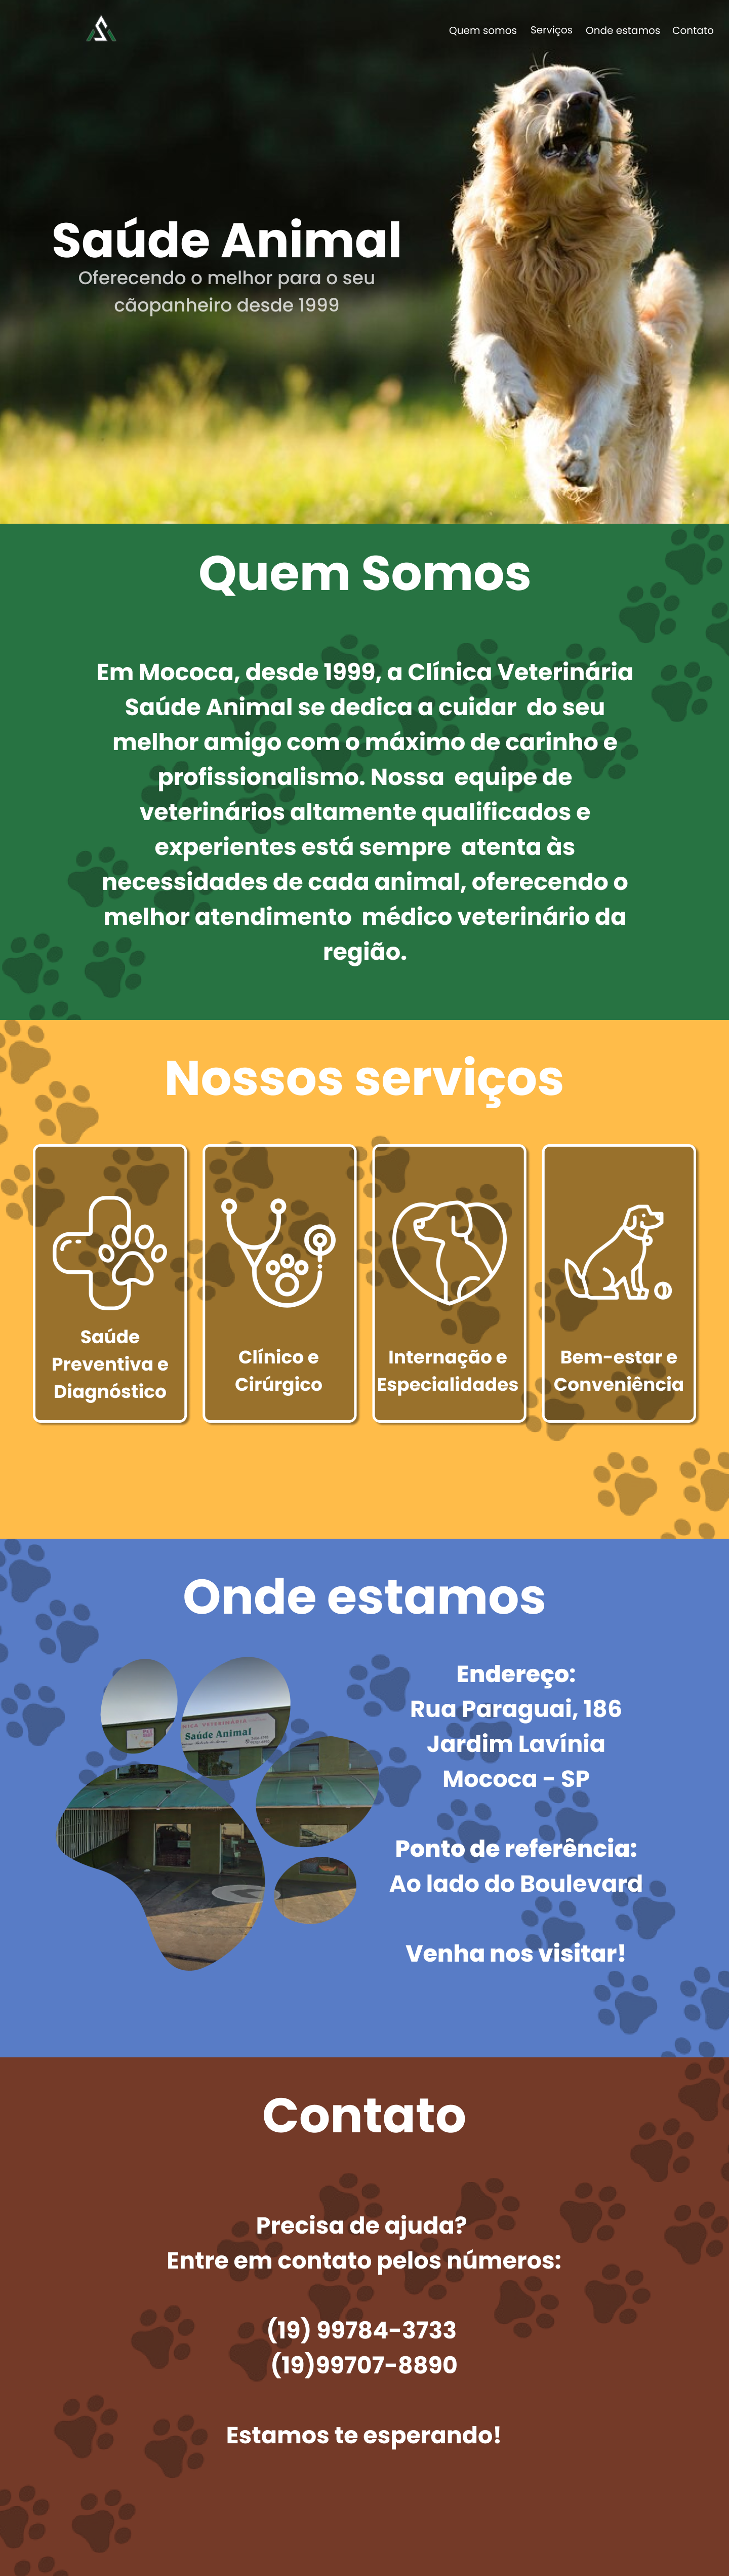 Quem somos Serviços Onde estamos Contato
Saúde Animal
Oferecendo o melhor para o seu
cãopanheiro desde 1999
Quem Somos
Em Mococa, desde 1999, a Clínica Veterinária
Saúde Animal se dedica a cuidar do seu
melhor amigo com o máximo de carinho e
profissionalismo. Nossa equipe de
veterinários altamente qualificados e
experientes está sempre atenta às
necessidades de cada animal, oferecendo o
melhor atendimento médico veterinário da
região.
Nossos serviços
Saúde
Preventiva e
Diagnóstico
Clínico e
Cirúrgico
Internação e
Especialidades
Bem-estar e
Conveniência
Onde estamos
NICA VETERINÁRIA
Saúde Animal
Endereço:
Rua Paraguai, 186
Jardim Lavínia
Mococa - SP
Ponto de referência:
Ao lado do Boulevard
Venha nos visitar!
Contato
Precisa de ajuda?
Entre em contato pelos números:
(19) 99784-3733
(19)99707-8890
Estamos te esperando!